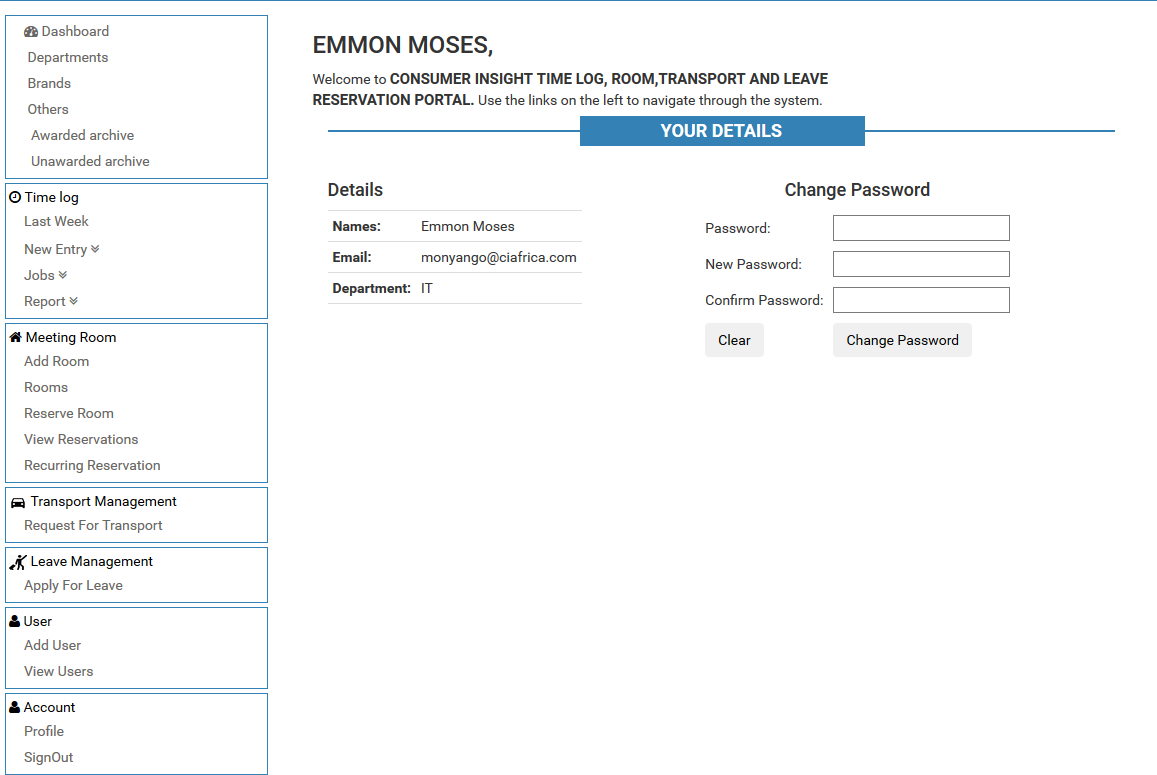 Dashboard
Departments
Brands
Others
Awarded archive
Unawarded archive
Time log
Last Week
New Entry
Jobs
Report
Meeting Room
Add Room
Rooms
Reserve Room
View Reservations
Recurring Reservation
Transport Management
Request For Transport
Leave Management
Apply For Leave
User
Add User
View Users
Account
Profile
SignOut
EMMON MOSES,
Welcome to CONSUMER INSIGHT TIME LOG, ROOM,TRANSPORT AND LEAVE
RESERVATION PORTAL. Use the links on the left to navigate through the system.
YOUR DETAILS
Details
Names: Emmon Moses
Email: monyango@ciafrica.com
Department: IT
Change Password
Password:
New Password:
Confirm Password:
Clear Change Password